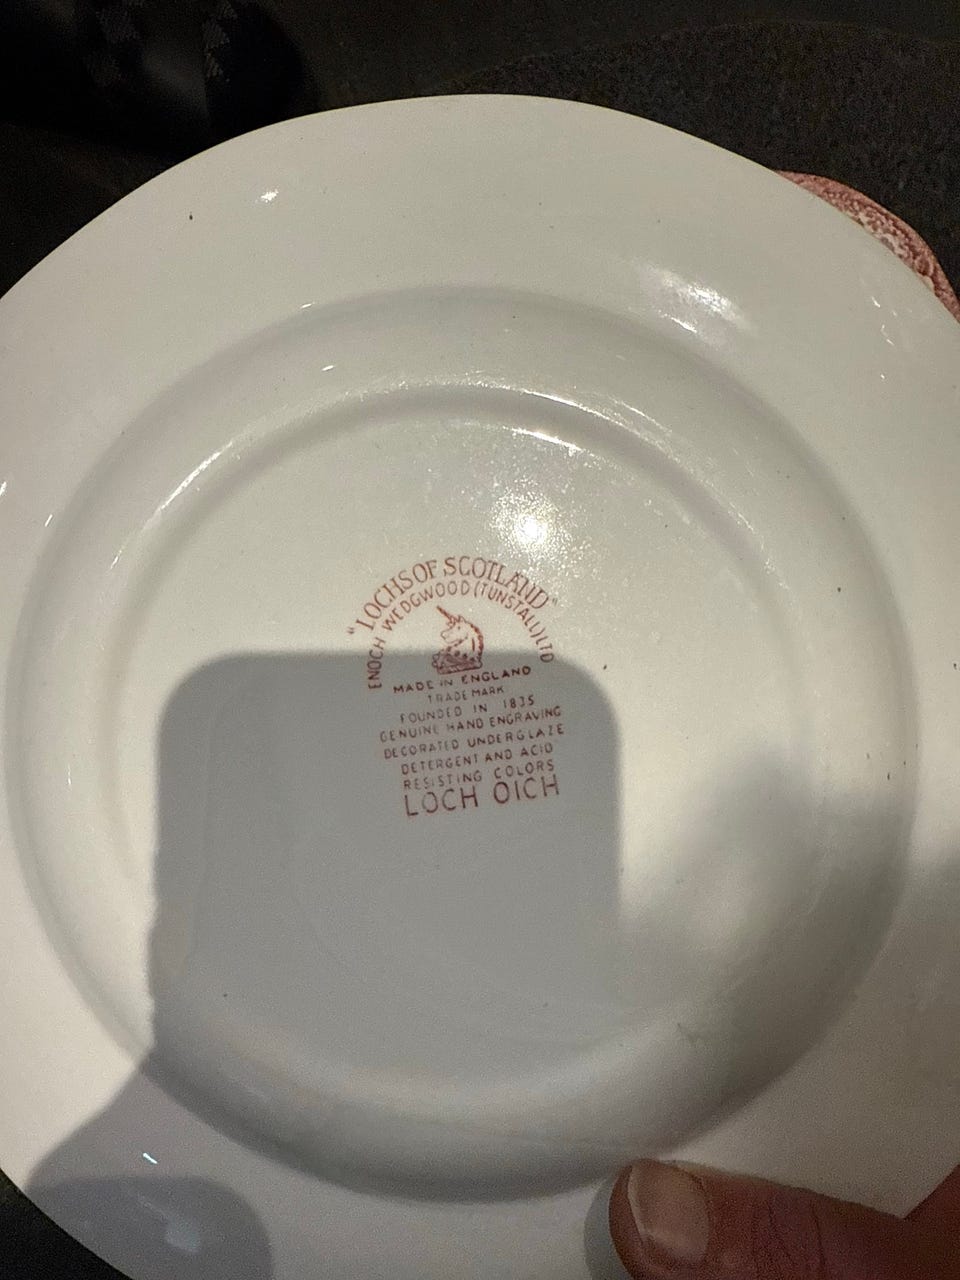 "LOCHS OF SCOTLAND"
ENOCH WEDGWOOD (TUNSTALL) LTD
MADE IN ENGLAND
TRADE MARK
FOUNDED IN 1835
GENUINE HAND ENGRAVING
DECORATED UNDERGLAZE
DETERGENT AND ACID
RESISTING COLORS
LOCH OICH